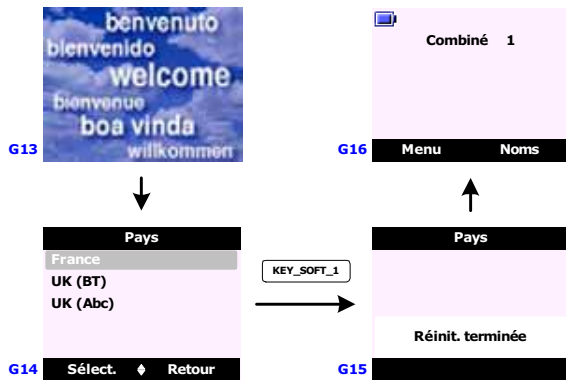 benvenuto
bienvenido
welcome
bienvenue
boa vinda
willkommen
G13
Combiné 1
Menu Noms
G16
Pays
France
UK (BT)
UK (Abc)
Sélect. Retour
G14
KEY_SOFT_1
Pays
Réinit. terminée
G15